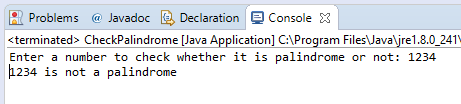 Problems @ Javadoc Declaration Console
<terminated> CheckPalindrome [Java Application] C:\Program Files\Java\jre1.8.0_241\
Enter a number to check whether it is palindrome or not: 1234
1234 is not a palindrome